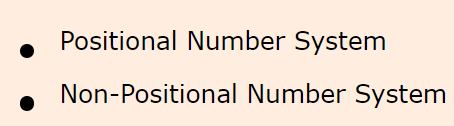 • Positional Number System
• Non-Positional Number System